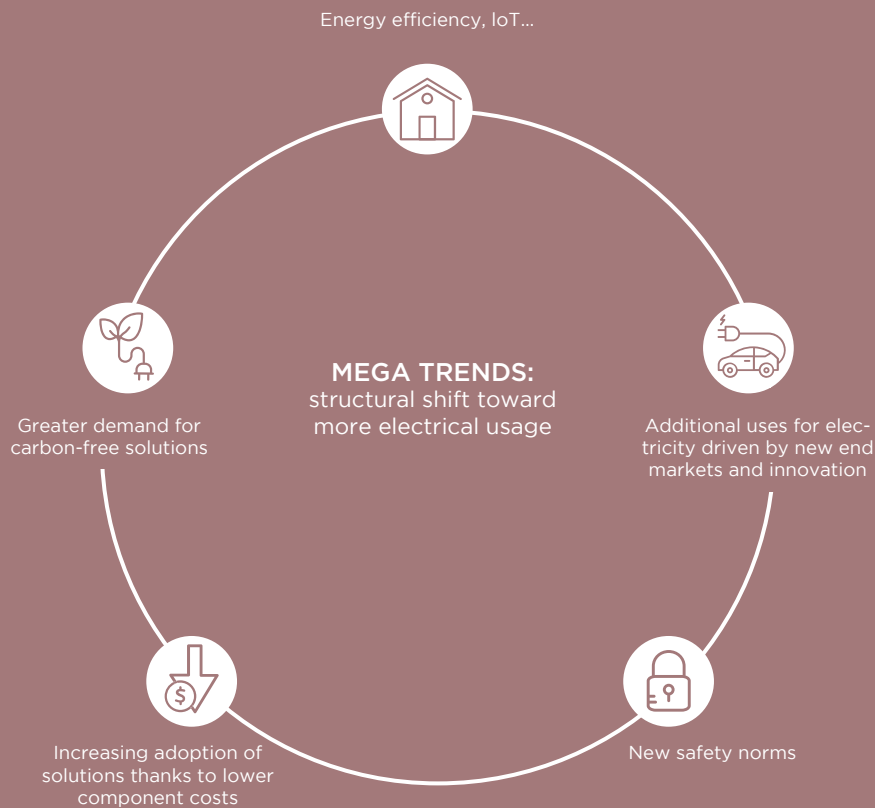 Energy efficiency, IoT...
MEGA TRENDS:
structural shift toward
more electrical usage
Greater demand for
carbon-free solutions
Additional uses for elec-
tricity driven by new end
markets and innovation
$
Increasing adoption of
solutions thanks to lower
component costs
New safety norms